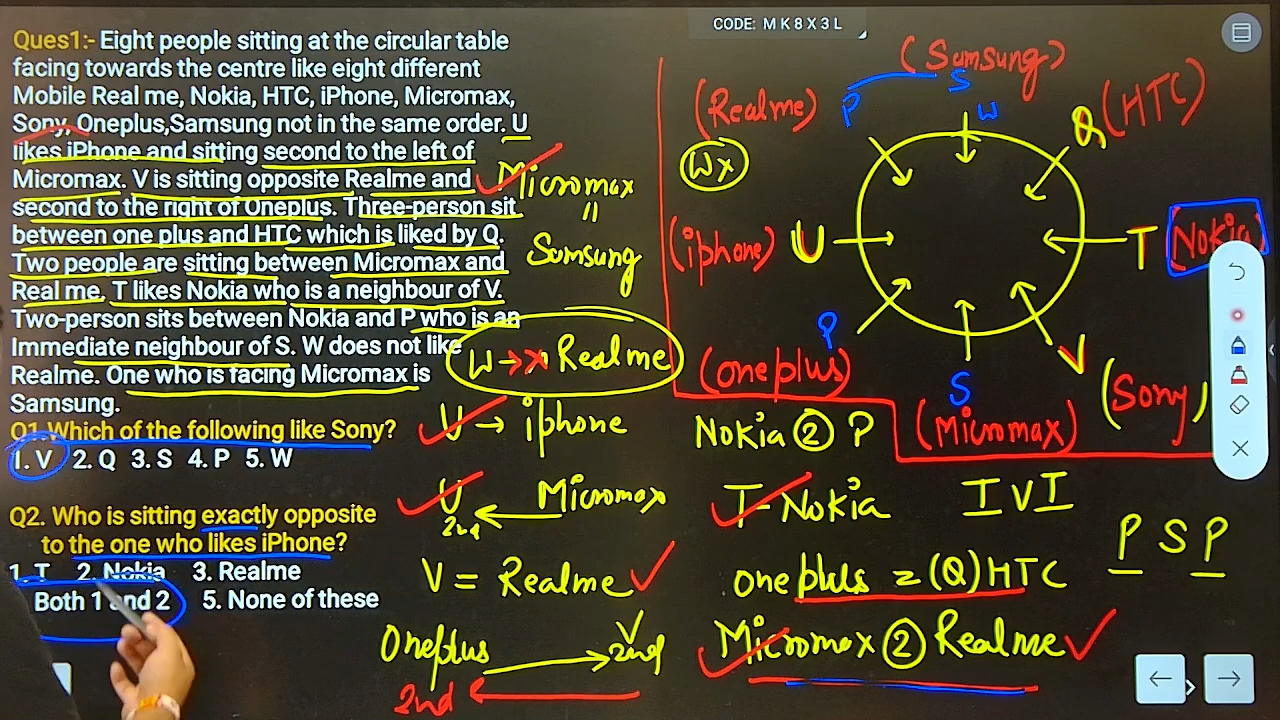 CODE: M K 8 X 3 L
Ques1:- Eight people sitting at the circular table
facing towards the centre like eight different
Mobile Real me, Nokia, HTC, iPhone, Micromax,
Sony, Oneplus,Samsung not in the same order. U
likes iPhone and sitting second to the left of
Micromax. V is sitting opposite Realme and
second to the right of Oneplus. Three-person sit
between one plus and HTC which is liked by Q.
Two people are sitting between Micromax and
Real me. T likes Nokia who is a neighbour of V.
Two-person sits between Nokia and P who is an
Immediate neighbour of S. W does not like
Realme. One who is facing Micromax is
Samsung.
Q1 Which of the following like Sony?
1. V 2. Q 3. S 4. P 5. W
Q2. Who is sitting exactly opposite
to the one who likes iPhone?
1. T 2. Nokia 3. Realme
Both 1 and 2 5. None of these
Micromax
=
Samsung
W → x Realme
U → iphone
U ← Micromax
2nd
V = Realme
Oneplus → V 2nd
2nd ←
(Samsung)
S
W
(Realme) P
Q (HTC)
Wx
(iphone) U
T (Nokia)
P
(oneplus)
S
(Micromax)
V
(Sony)
Nokia 2 P
T - Nokia
I V I
oneplus = (Q) HTC
P S P
Micromax 2 Realme